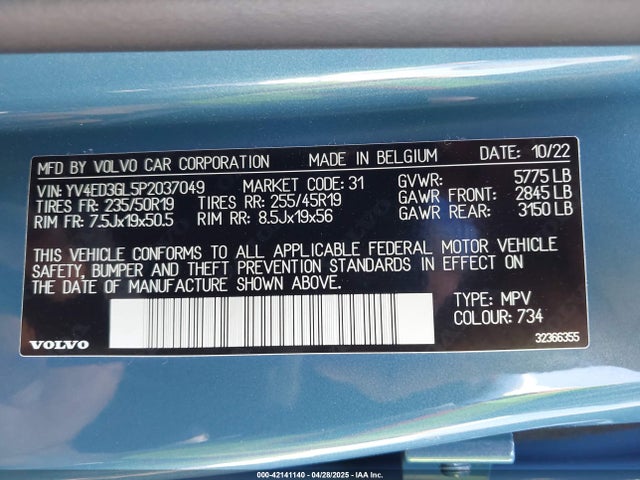 MFD BY VOLVO CAR CORPORATION MADE IN BELGIUM DATE: 10/22
VIN: YV4ED3GL5P2037049 MARKET CODE: 31 GVWR: 5775 LB
TIRES FR: 235/50R19 TIRES RR: 255/45R19 GAWR FRONT: 2845 LB
RIM FR: 7.5Jx19x50.5 RIM RR: 8.5Jx19x56 GAWR REAR: 3150 LB
THIS VEHICLE CONFORMS TO ALL APPLICABLE FEDERAL MOTOR VEHICLE
SAFETY, BUMPER AND THEFT PREVENTION STANDARDS IN EFFECT ON
THE DATE OF MANUFACTURE SHOWN ABOVE.
TYPE: MPV
COLOUR: 734
VOLVO 32366355
000-42141140 - 04/28/2025 - IAA Inc.